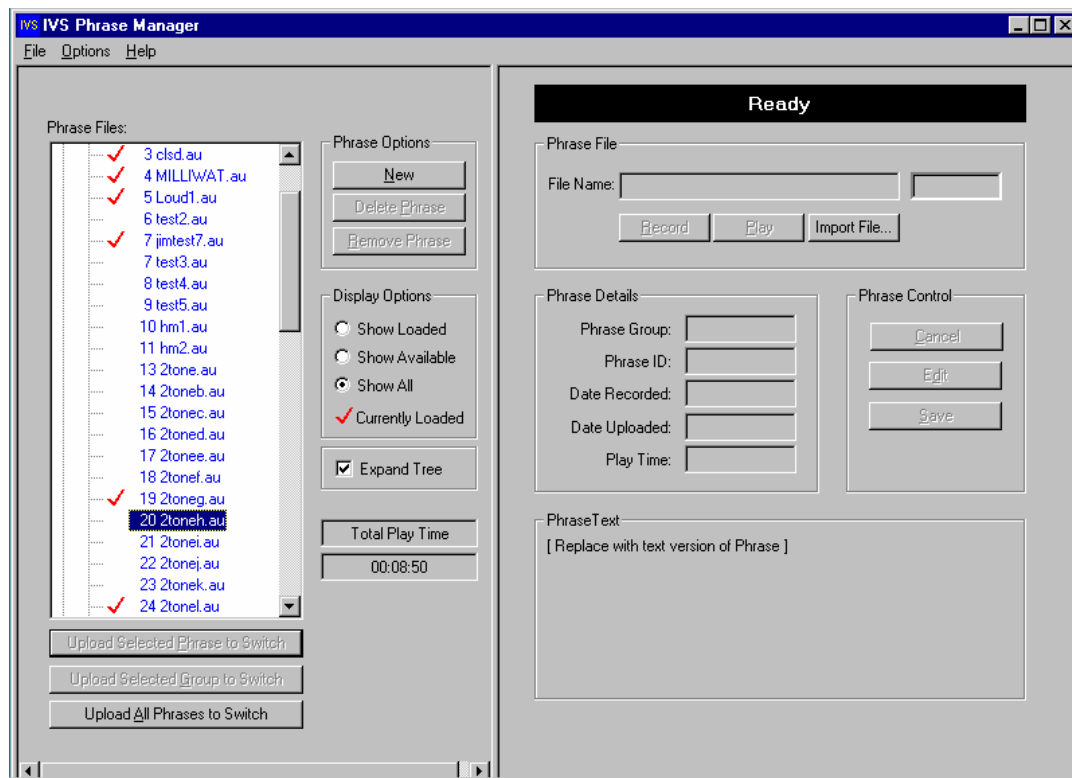 IVS IVS Phrase Manager
File Options Help
Phrase Files:
3 clsd.au
4 MILLIWAT.au
5 Loud1.au
6 test2.au
7 jimtest7.au
7 test3.au
8 test4.au
9 test5.au
10 hm1.au
11 hm2.au
13 2tone.au
14 2toneb.au
15 2tonec.au
16 2toned.au
17 2tonee.au
18 2tonef.au
19 2toneg.au
20 2toneh.au
21 2tonei.au
22 2tonej.au
23 2tonek.au
24 2tonel.au
Upload Selected Phrase to Switch
Upload Selected Group to Switch
Upload All Phrases to Switch
Phrase Options
New
Delete Phrase
Remove Phrase
Display Options
Show Loaded
Show Available
Show All
Currently Loaded
Expand Tree
Total Play Time
00:08:50
Ready
Phrase File
File Name:
Record Play Import File...
Phrase Details
Phrase Group:
Phrase ID:
Date Recorded:
Date Uploaded:
Play Time:
Phrase Control
Cancel
Edit
Save
PhraseText
[ Replace with text version of Phrase ]